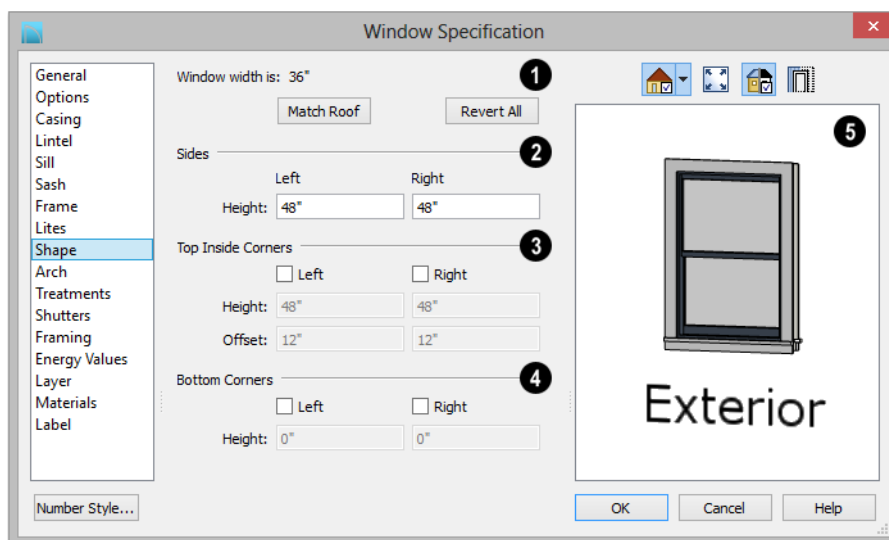 Window Specification
General
Options
Casing
Lintel
Sill
Sash
Frame
Lites
Shape
Arch
Treatments
Shutters
Framing
Energy Values
Layer
Materials
Label
Number Style...
Window width is: 36"
1
Match Roof Revert All
Sides
2
Left Right
Height: 48" 48"
Top Inside Corners
3
Left Right
Height: 48" 48"
Offset: 12" 12"
Bottom Corners
4
Left Right
Height: 0" 0"
5
Exterior
OK Cancel Help